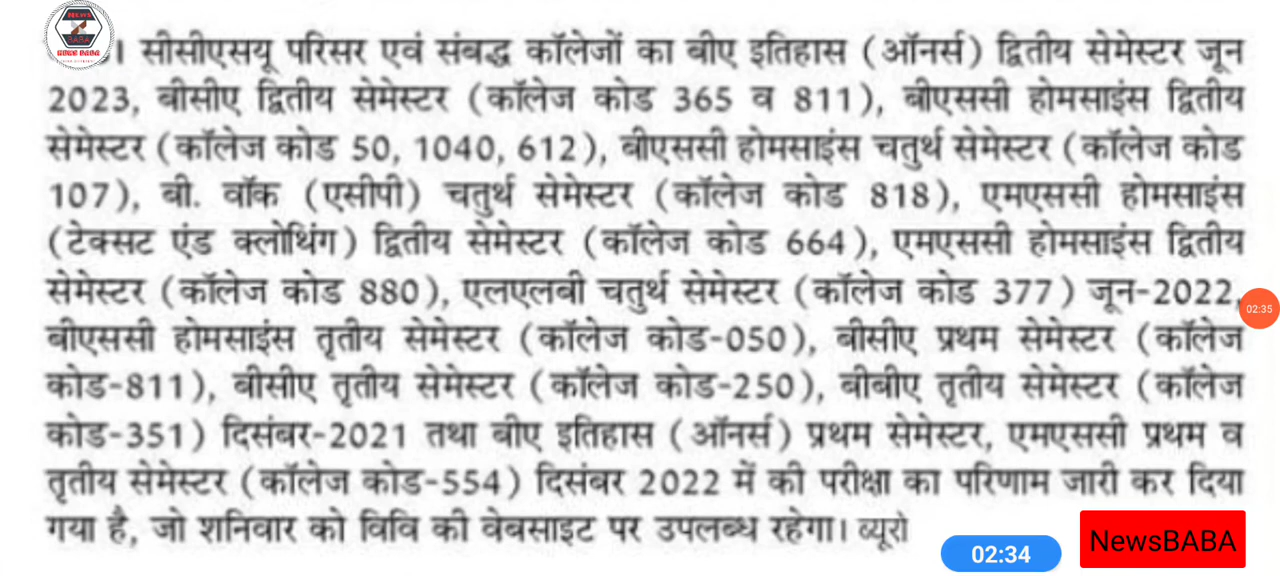 NEWS
BABA
। सीसीएसयू परिसर एवं संबद्ध कॉलेजों का बीए इतिहास (ऑनर्स) द्वितीय सेमेस्टर जून
2023, बीसीए द्वितीय सेमेस्टर (कॉलेज कोड 365 व 811), बीएससी होमसाइंस द्वितीय
सेमेस्टर (कॉलेज कोड 50, 1040, 612), बीएससी होमसाइंस चतुर्थ सेमेस्टर (कॉलेज कोड
107), बी. वॉक (एसीपी) चतुर्थ सेमेस्टर (कॉलेज कोड 818), एमएससी होमसाइंस
(टेक्सट एंड क्लोथिंग) द्वितीय सेमेस्टर (कॉलेज कोड 664), एमएससी होमसाइंस द्वितीय
सेमेस्टर (कॉलेज कोड 880), एलएलबी चतुर्थ सेमेस्टर (कॉलेज कोड 377) जून-2022,
02:35
बीएससी होमसाइंस तृतीय सेमेस्टर (कॉलेज कोड-050), बीसीए प्रथम सेमेस्टर (कॉलेज
कोड-811), बीसीए तृतीय सेमेस्टर (कॉलेज कोड-250), बीबीए तृतीय सेमेस्टर (कॉलेज
कोड-351) दिसंबर-2021 तथा बीए इतिहास (ऑनर्स) प्रथम सेमेस्टर, एमएससी प्रथम व
तृतीय सेमेस्टर (कॉलेज कोड-554) दिसंबर 2022 में की परीक्षा का परिणाम जारी कर दिया
गया है, जो शनिवार को विवि की वेबसाइट पर उपलब्ध रहेगा। ब्यूरो
02:34
NewsBABA